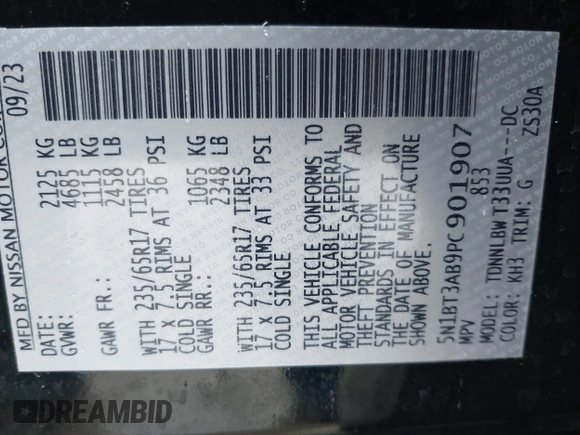 MFD BY NISSAN MOTOR CO.
DATE: 09/23
GVWR: 2125 KG
4685 LB
GAWR FR.: 1115 KG
2458 LB
WITH 235/65R17 TIRES
17 X 7.5 RIMS AT 36 PSI
COLD SINGLE
GAWR RR.: 1065 KG
2348 LB
WITH 235/65R17 TIRES
17 X 7.5 RIMS AT 33 PSI
COLD SINGLE
THIS VEHICLE CONFORMS TO
ALL APPLICABLE FEDERAL
MOTOR VEHICLE SAFETY AND
THEFT PREVENTION
STANDARDS IN EFFECT ON
THE DATE OF MANUFACTURE
SHOWN ABOVE.
5N1BT3AB9PC901907
MPV 853
MODEL: TDNNLBW T33UUA---DC
COLOR: KH3 TRIM: G ZS30A
DREAMBID